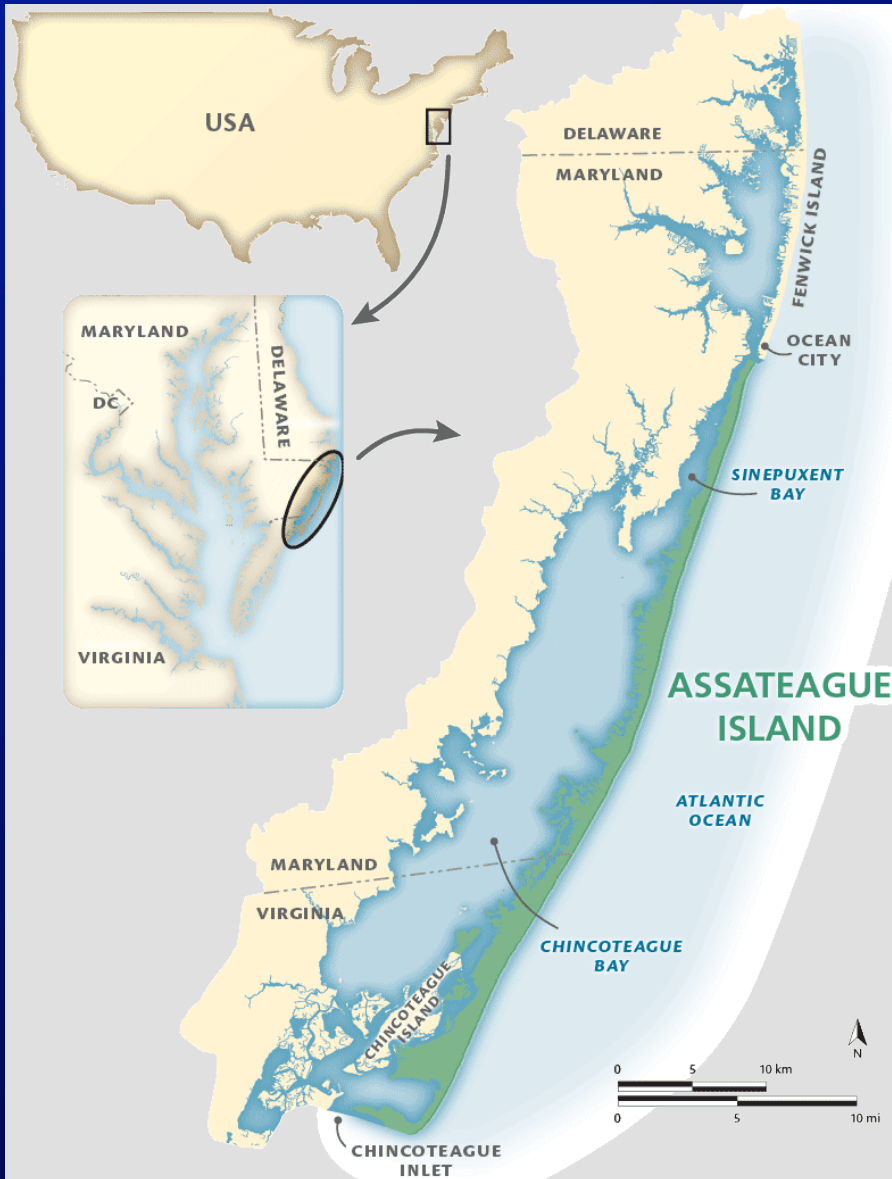 USA
MARYLAND
DELAWARE
DC
VIRGINIA
DELAWARE
MARYLAND
FENWICK ISLAND
OCEAN
CITY
SINEPUXENT
BAY
ASSATEAGUE
ISLAND
ATLANTIC
OCEAN
MARYLAND
VIRGINIA
CHINCOTEAGUE
BAY
CHINCOTEAGUE
ISLAND
CHINCOTEAGUE
INLET
N
0 5 10 km
0 5 10 mi